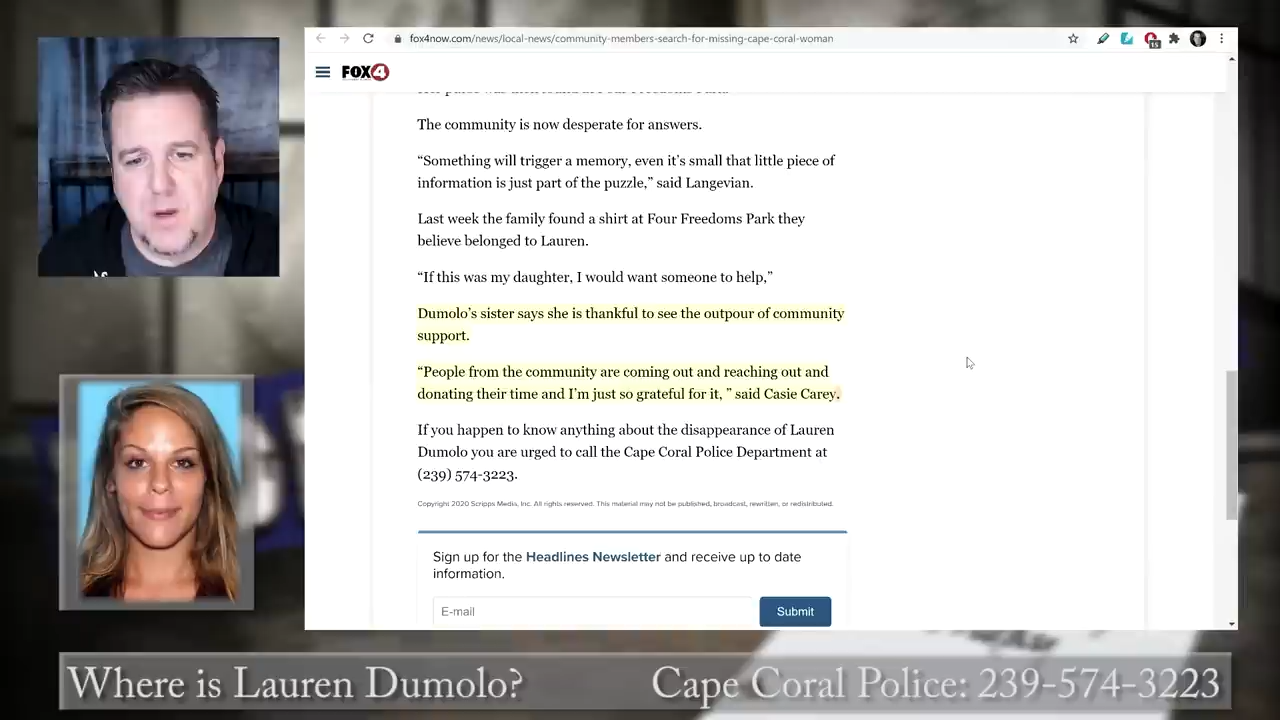 fox4now.com/news/local-news/community-members-search-for-missing-cape-coral-woman
15
FOX 4
The community is now desperate for answers.
“Something will trigger a memory, even it’s small that little piece of
information is just part of the puzzle,” said Langevian.
Last week the family found a shirt at Four Freedoms Park they
believe belonged to Lauren.
“If this was my daughter, I would want someone to help,”
Dumolo’s sister says she is thankful to see the outpour of community
support.
“People from the community are coming out and reaching out and
donating their time and I’m just so grateful for it, ” said Casie Carey.
If you happen to know anything about the disappearance of Lauren
Dumolo you are urged to call the Cape Coral Police Department at
(239) 574-3223.
Copyright 2020 Scripps Media, Inc. All rights reserved. This material may not be published, broadcast, rewritten, or redistributed.
Sign up for the Headlines Newsletter and receive up to date
information.
E-mail
Submit
Where is Lauren Dumolo? Cape Coral Police: 239-574-3223